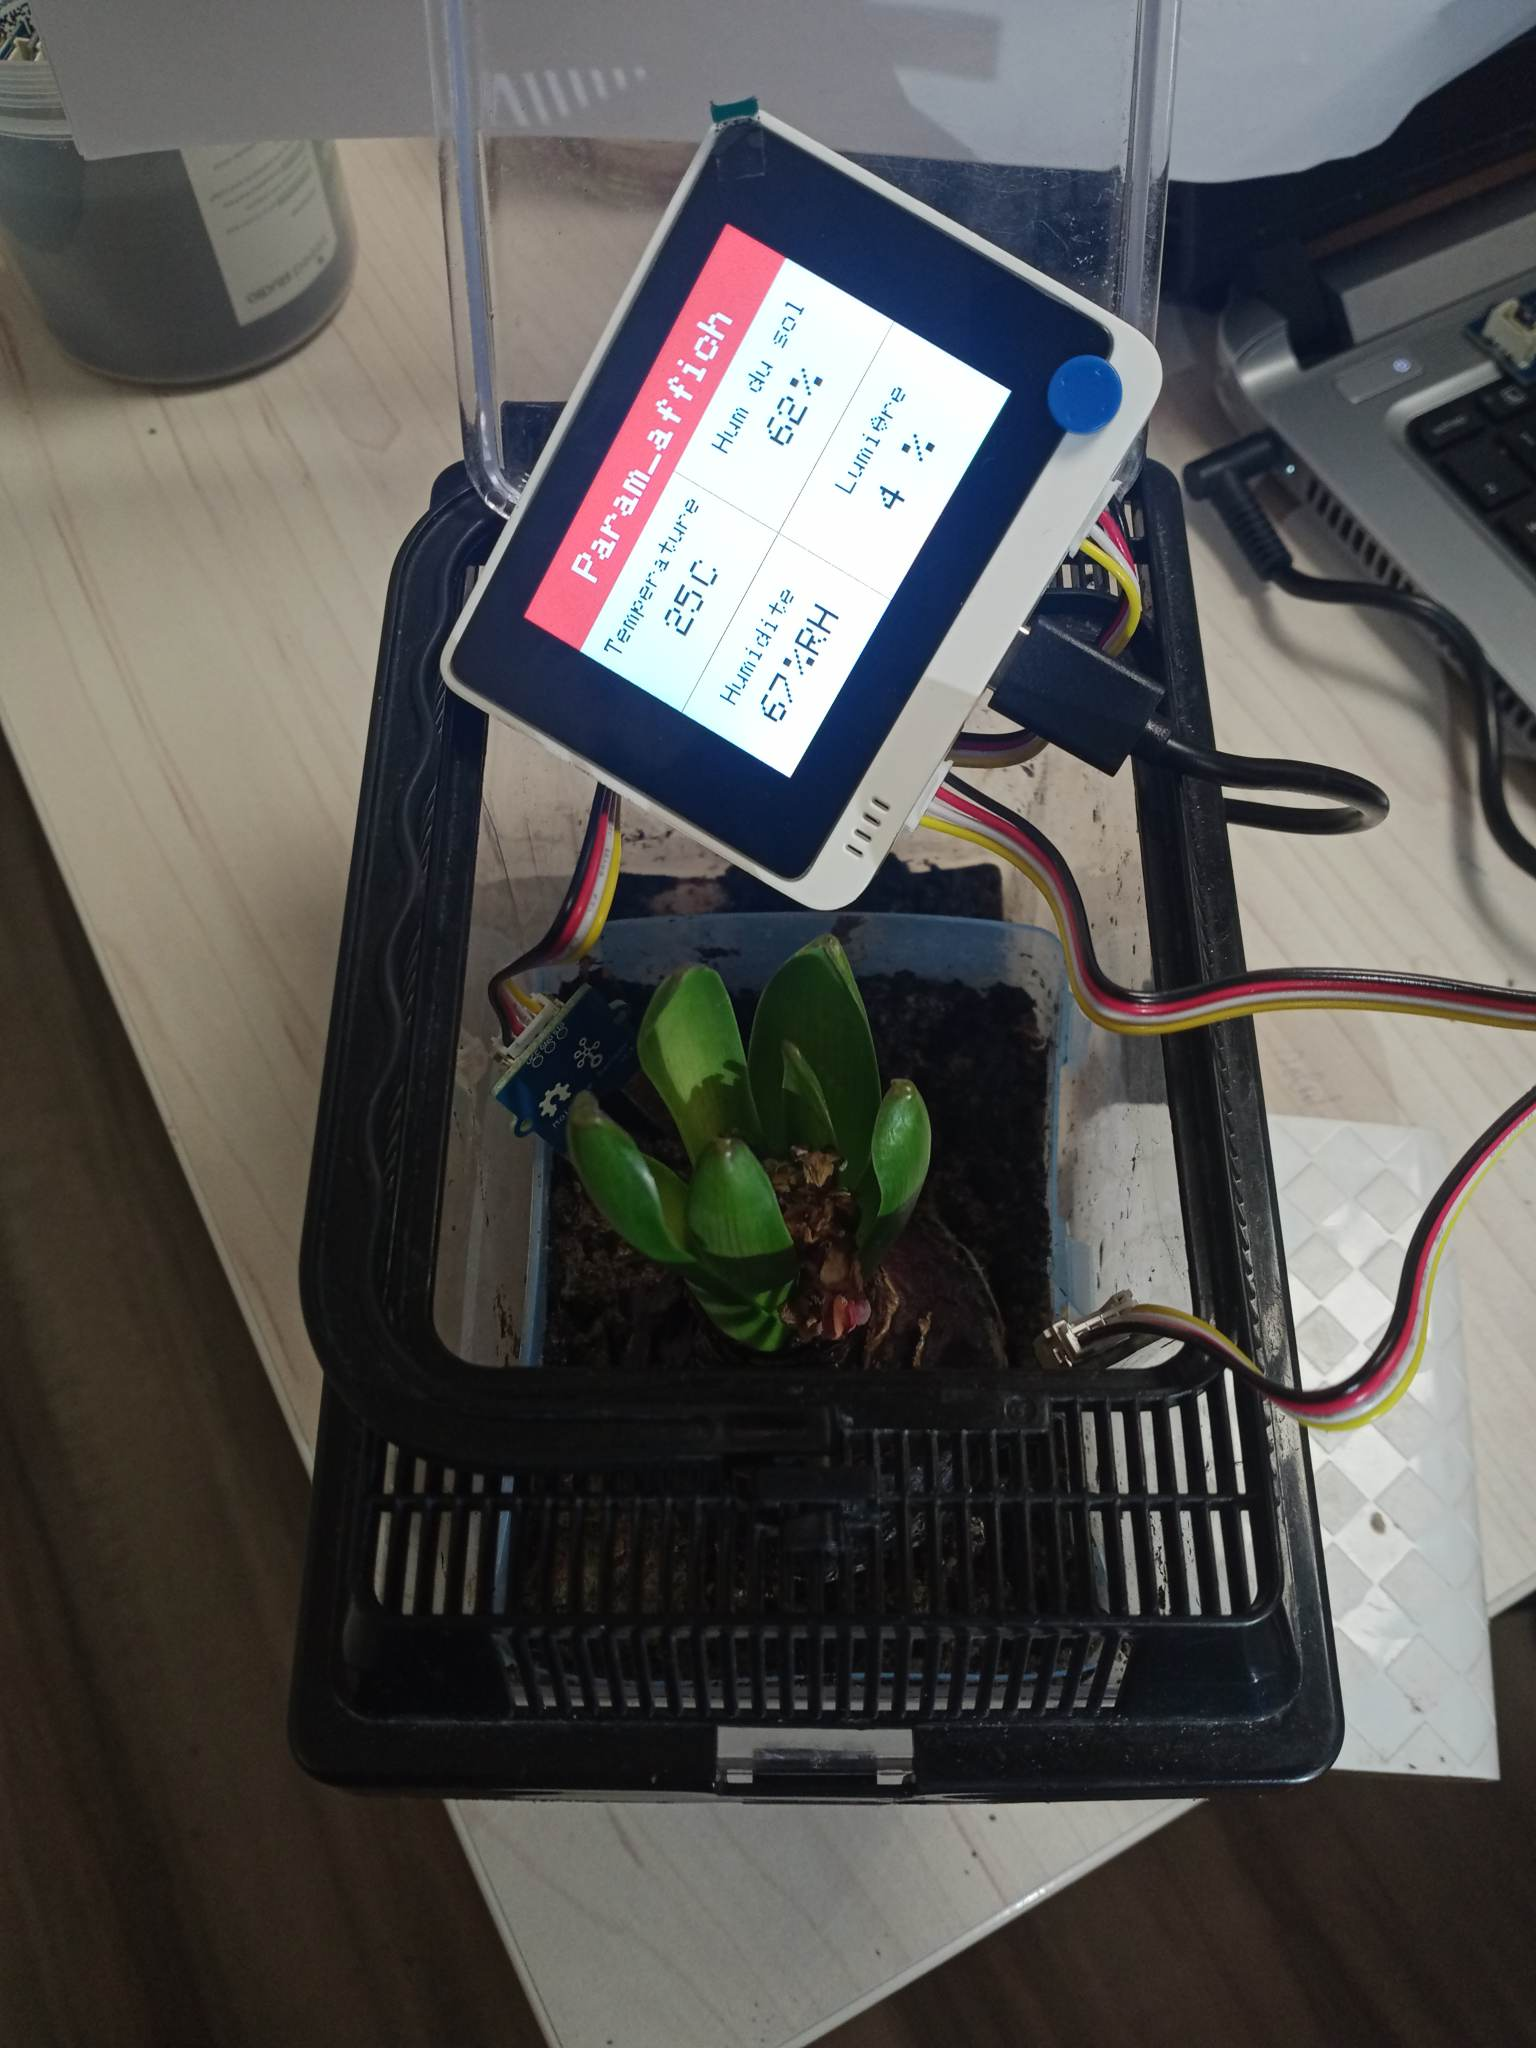 Param_affich
Temperature
25C
Hum du sol
62%
Humidite
67%RH
Lumière
4 %